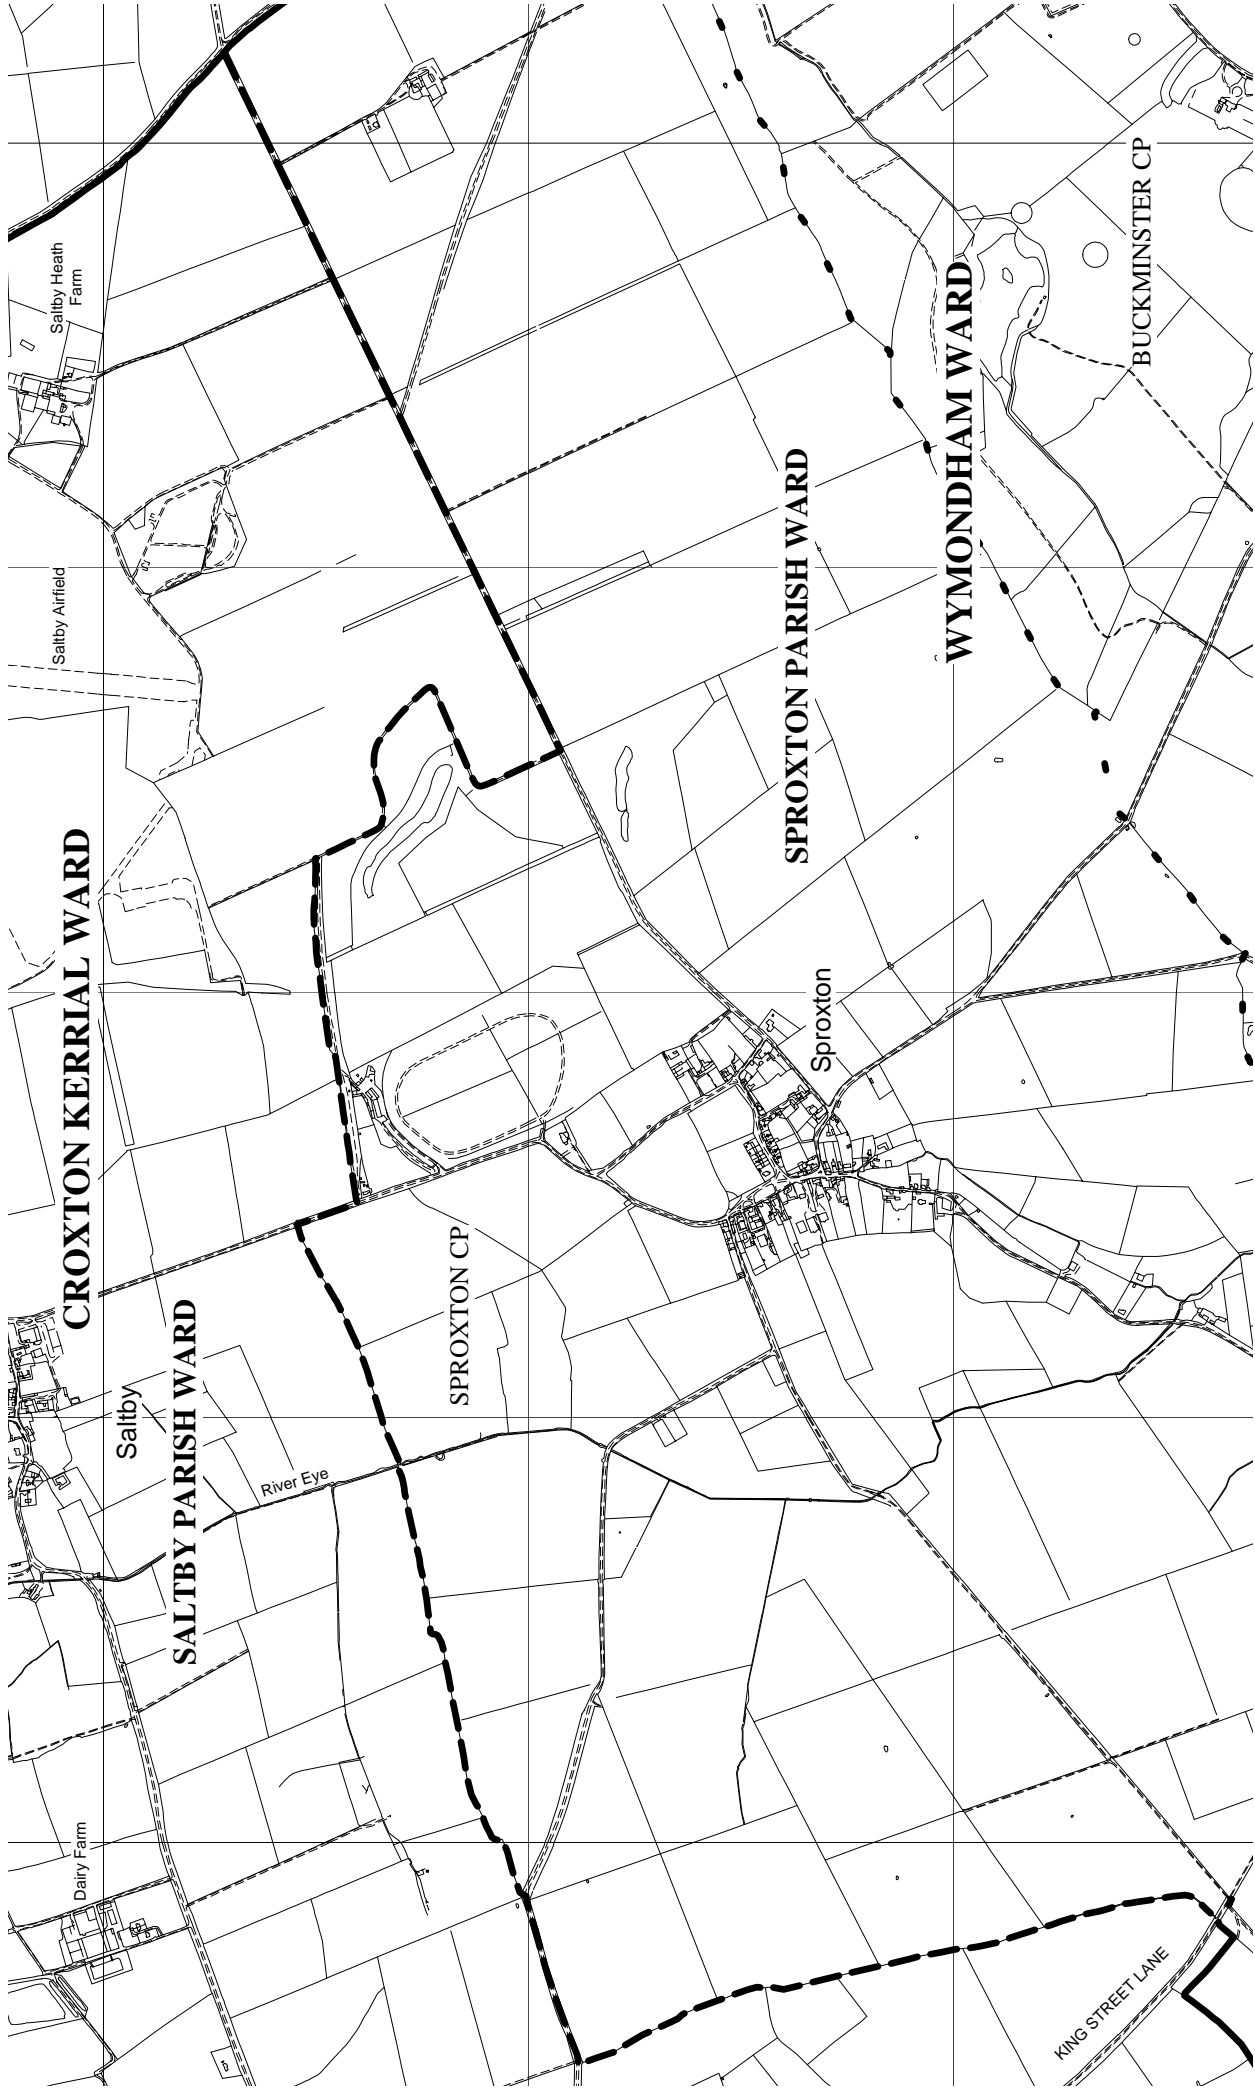 Saltby Heath
Farm
BUCKMINSTER CP
WYMONDHAM WARD
Saltby Airfield
SPROXTON PARISH WARD
CROXTON KERRIAL WARD
Sproxton
SPROXTON CP
Saltby
SALTBY PARISH WARD
River Eye
Dairy Farm
KING STREET LANE